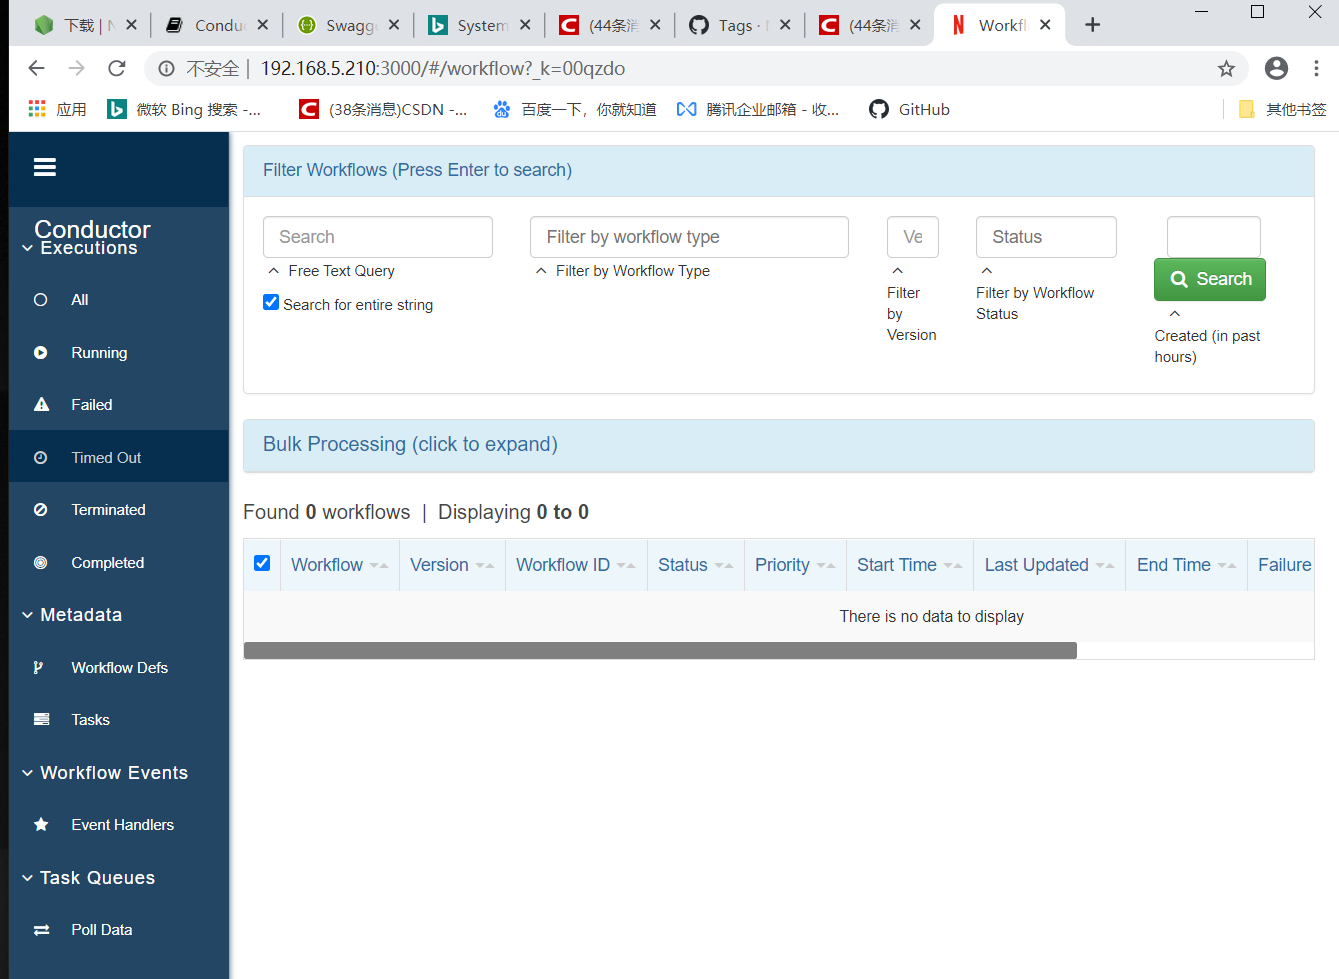 下载 | N
Condu
Swagge
System
(44条消
Tags · N
(44条消
Workfl
不安全 | 192.168.5.210:3000/#/workflow?_k=00qzdo
应用
微软 Bing 搜索 -...
(38条消息)CSDN -...
百度一下，你就知道
腾讯企业邮箱 - 收...
GitHub
其他书签
Conductor
Executions
All
Running
Failed
Timed Out
Terminated
Completed
Metadata
Workflow Defs
Tasks
Workflow Events
Event Handlers
Task Queues
Poll Data
Filter Workflows (Press Enter to search)
Search
Free Text Query
Search for entire string
Filter by workflow type
Filter by Workflow Type
Ve
Filter
by
Version
Status
Filter by Workflow
Status
Search
Created (in past
hours)
Bulk Processing (click to expand)
Found 0 workflows | Displaying 0 to 0
Workflow Version Workflow ID Status Priority Start Time Last Updated End Time Failure
There is no data to display